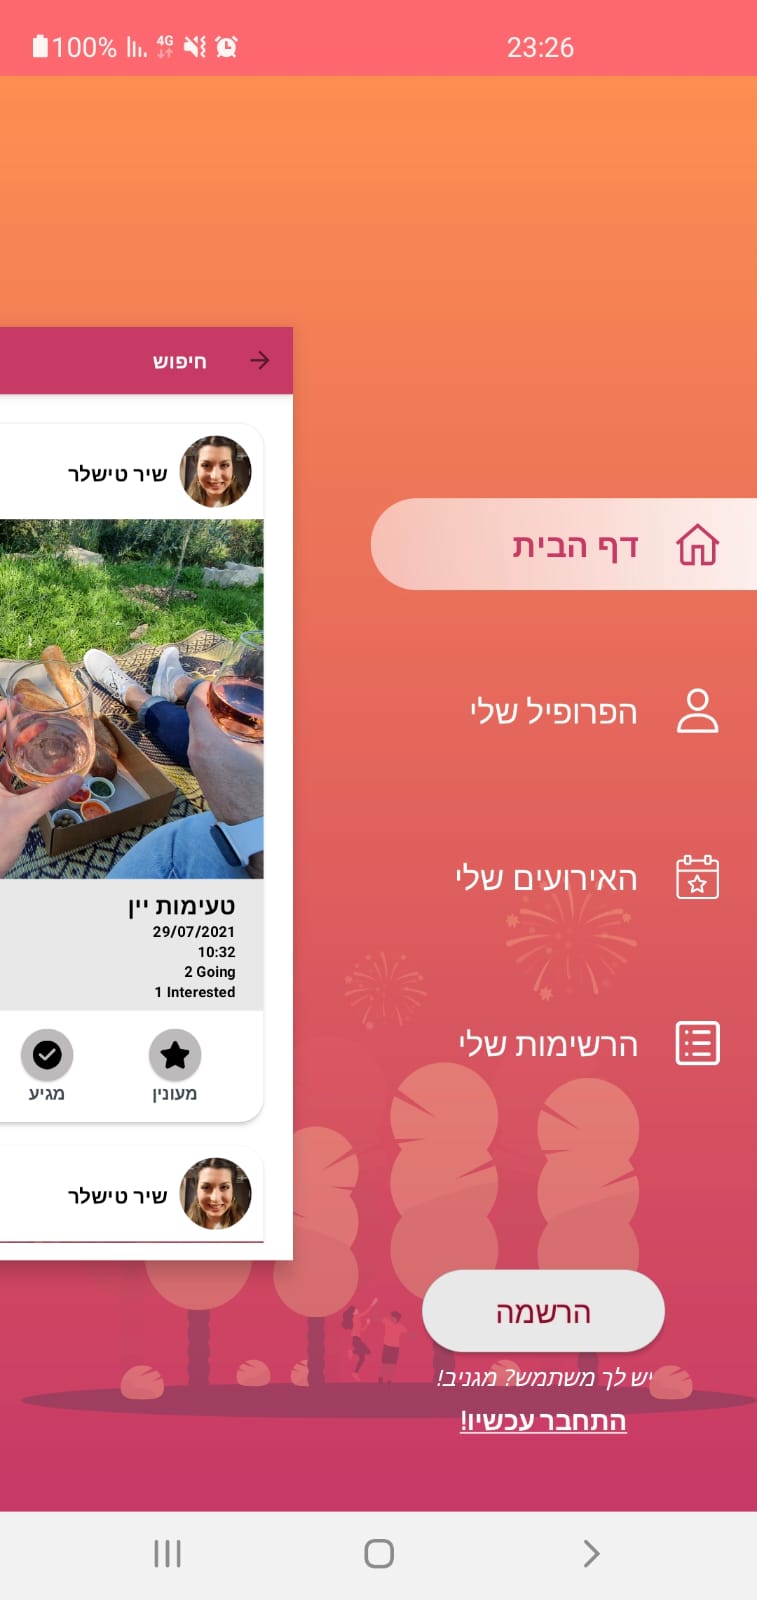 100% 4G 23:26
חיפוש
שיר טישלר
טעימות יין
29/07/2021
10:32
2 Going
1 Interested
מעונין
מגיע
שיר טישלר
דף הבית
הפרופיל שלי
האירועים שלי
הרשימות שלי
הרשמה
יש לך משתמש? מגניב!
התחבר עכשיו!